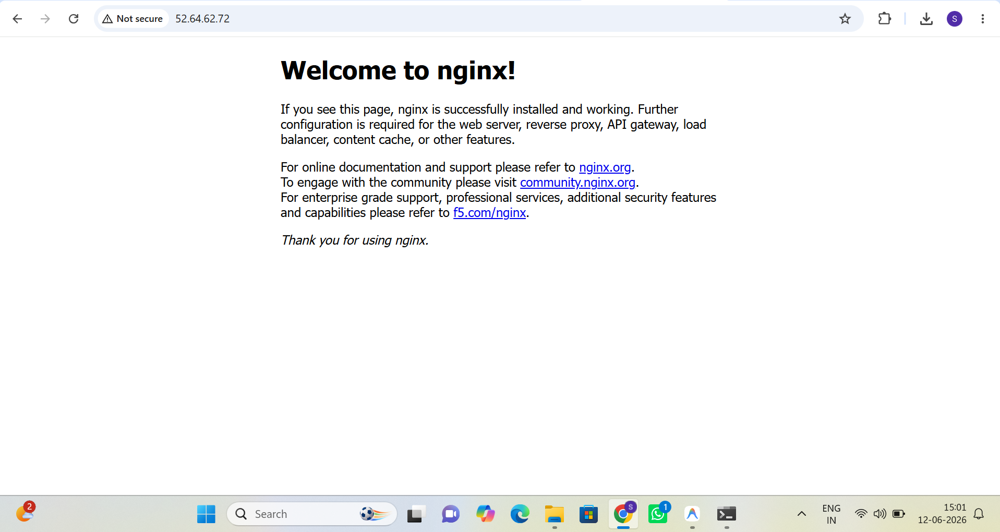 Not secure
52.64.62.72
S
Welcome to nginx!
If you see this page, nginx is successfully installed and working. Further
configuration is required for the web server, reverse proxy, API gateway, load
balancer, content cache, or other features.
For online documentation and support please refer to nginx.org.
To engage with the community please visit community.nginx.org.
For enterprise grade support, professional services, additional security features
and capabilities please refer to f5.com/nginx.
Thank you for using nginx.
2
Search
S
1
ENG
IN
15:01
12-06-2026